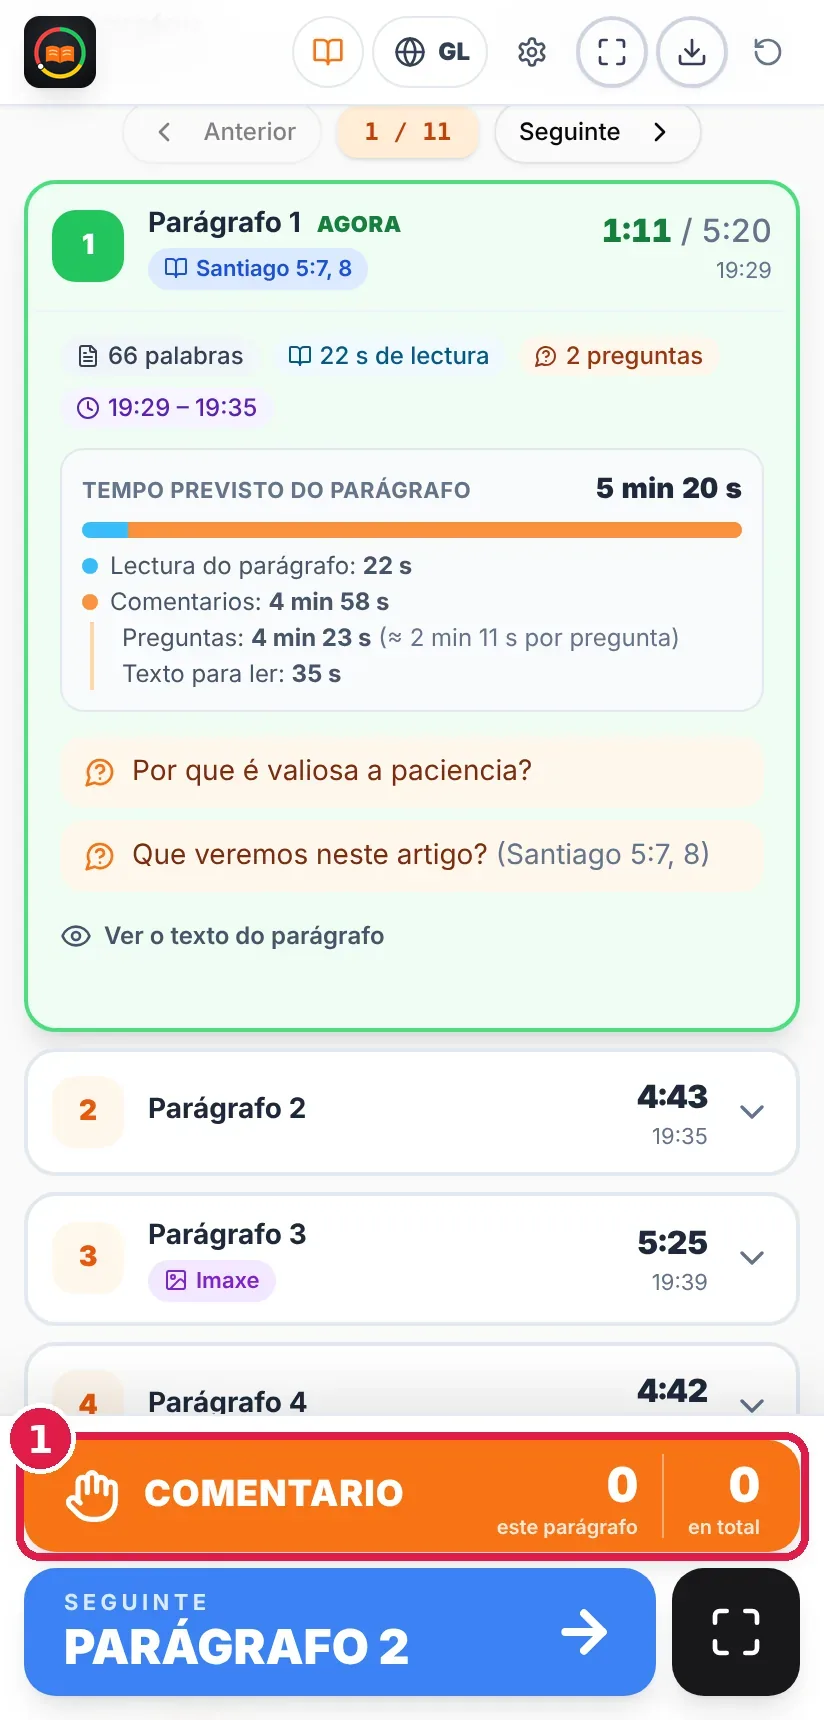 GL
Anterior
1 / 11
Seguinte
1
Parágrafo 1 AGORA
1:11 / 5:20
Santiago 5:7, 8
19:29
66 palabras
22 s de lectura
2 preguntas
19:29 – 19:35
TEMPO PREVISTO DO PARÁGRAFO
5 min 20 s
Lectura do parágrafo: 22 s
Comentarios: 4 min 58 s
Preguntas: 4 min 23 s (≈ 2 min 11 s por pregunta)
Texto para ler: 35 s
Por que é valiosa a paciencia?
Que veremos neste artigo? (Santiago 5:7, 8)
Ver o texto do parágrafo
2
Parágrafo 2
4:43
19:35
3
Parágrafo 3
5:25
Imaxe
19:39
4
Parágrafo 4
4:42
1
COMENTARIO
0
este parágrafo
0
en total
SEGUINTE
PARÁGRAFO 2